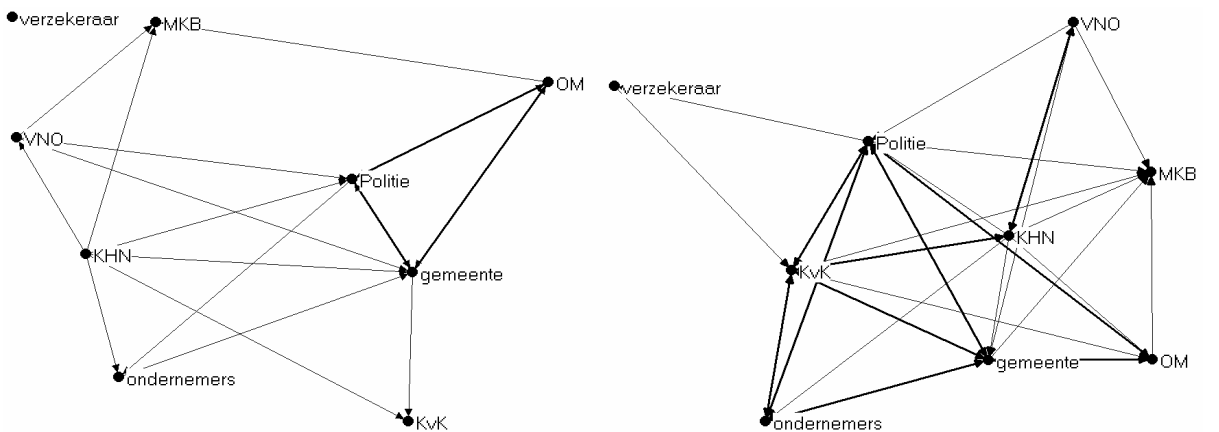 verzekeraar
MKB
OM
VNO
Politie
KHN
gemeente
ondernemers
KvK
VNO
verzekeraar
Politie
MKB
KHN
KvK
gemeente
OM
ondernemers